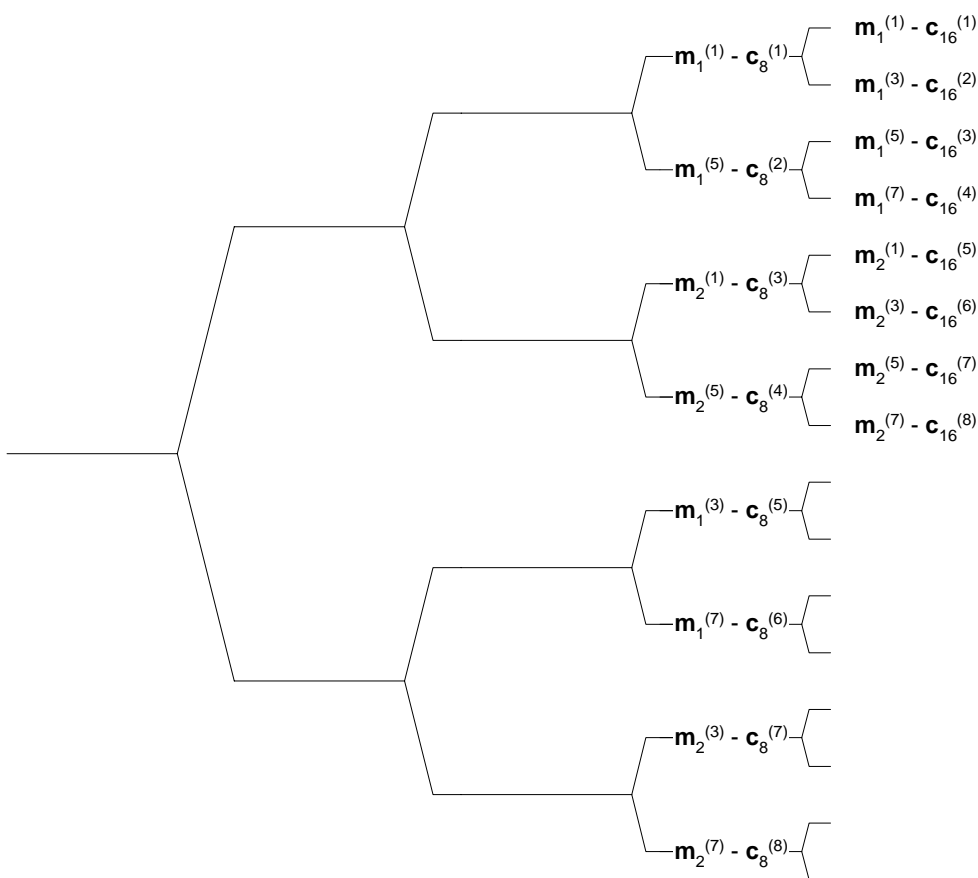 m₁⁽¹⁾ - c₈⁽¹⁾
m₁⁽⁵⁾ - c₈⁽²⁾
m₂⁽¹⁾ - c₈⁽³⁾
m₂⁽⁵⁾ - c₈⁽⁴⁾
m₁⁽³⁾ - c₈⁽⁵⁾
m₁⁽⁷⁾ - c₈⁽⁶⁾
m₂⁽³⁾ - c₈⁽⁷⁾
m₂⁽⁷⁾ - c₈⁽⁸⁾
m₁⁽¹⁾ - c₁₆⁽¹⁾
m₁⁽³⁾ - c₁₆⁽²⁾
m₁⁽⁵⁾ - c₁₆⁽³⁾
m₁⁽⁷⁾ - c₁₆⁽⁴⁾
m₂⁽¹⁾ - c₁₆⁽⁵⁾
m₂⁽³⁾ - c₁₆⁽⁶⁾
m₂⁽⁵⁾ - c₁₆⁽⁷⁾
m₂⁽⁷⁾ - c₁₆⁽⁸⁾